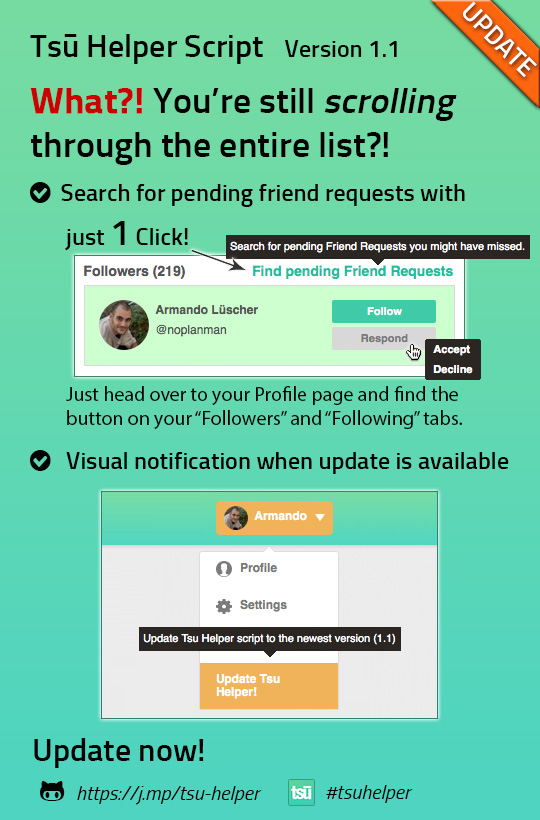 UPDATE
Tsū Helper Script Version 1.1
What?! You're still scrolling
through the entire list?!
Search for pending friend requests with
just 1 Click!
Search for pending Friend Requests you might have missed.
Followers (219) Find pending Friend Requests
Armando Lüscher
@noplanman
Follow
Respond
Accept
Decline
Just head over to your Profile page and find the
button on your “Followers” and “Following” tabs.
Visual notification when update is available
Armando
Profile
Settings
Update Tsu Helper script to the newest version (1.1)
Update Tsu
Helper!
Update now!
https://j.mp/tsu-helper tsū #tsuhelper